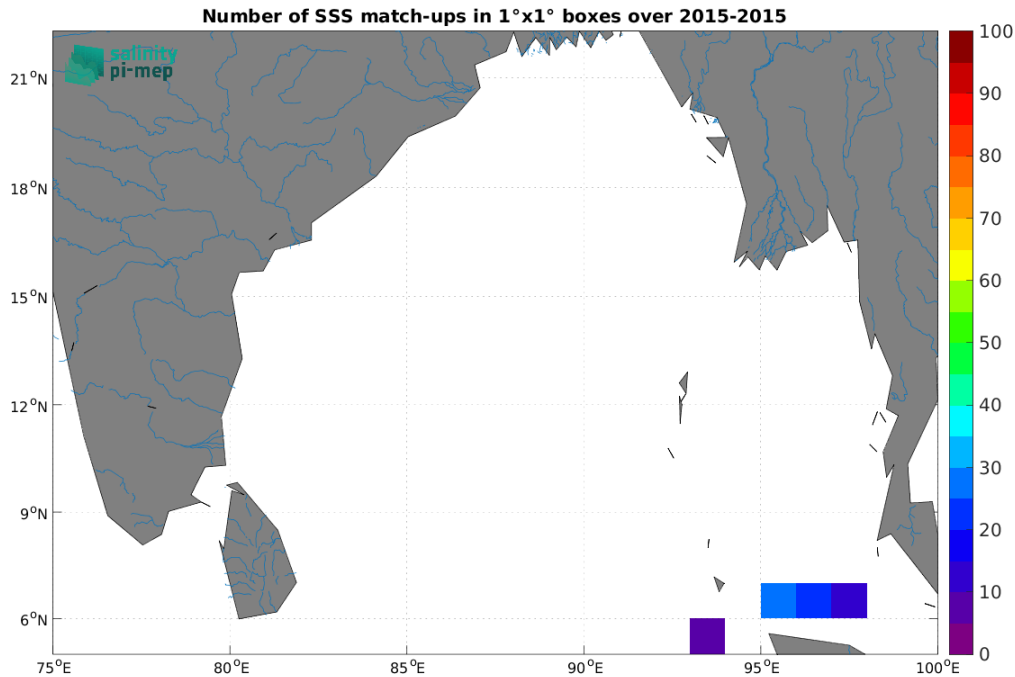 Number of SSS match-ups in 1°x1° boxes over 2015-2015
salinity
pi-mep
21°N
18°N
15°N
12°N
9°N
6°N
75°E 80°E 85°E 90°E 95°E 100°E
100
90
80
70
60
50
40
30
20
10
0